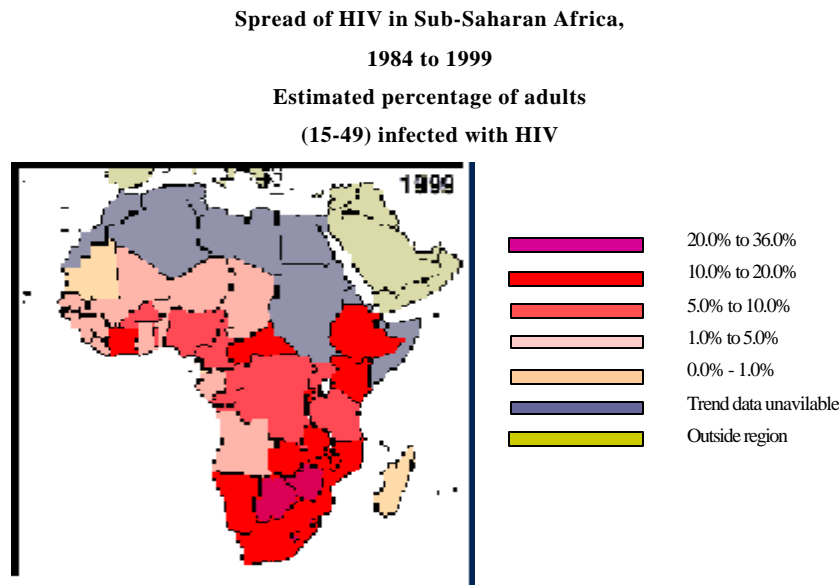 Spread of HIV in Sub-Saharan Africa,
1984 to 1999
Estimated percentage of adults
(15-49) infected with HIV
1999
20.0% to 36.0%
10.0% to 20.0%
5.0% to 10.0%
1.0% to 5.0%
0.0% - 1.0%
Trend data unavilable
Outside region